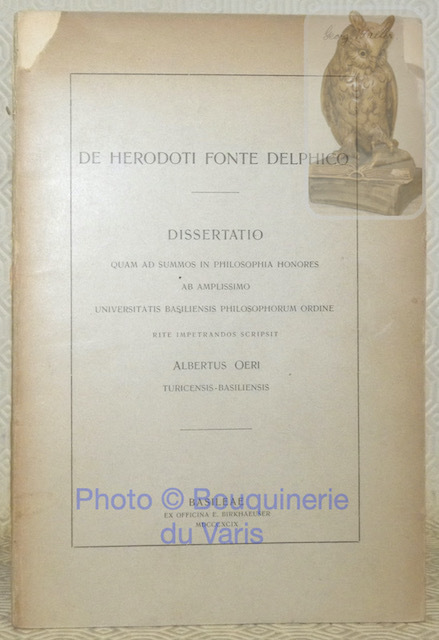 DE HERODOTI FONTE DELPHICO
DISSERTATIO
QUAM AD SUMMOS IN PHILOSOPHIA HONORES
AB AMPLISSIMO
UNIVERSITATIS BASILIENSIS PHILOSOPHORUM ORDINE
RITE IMPETRANDOS SCRIPSIT
ALBERTUS OERI
TURICENSIS-BASILIENSIS
BASILEAE
EX OFFICINA E. BIRKHAEUSER
MDCCCXCIX
Photo © Bouquinerie
du Varis